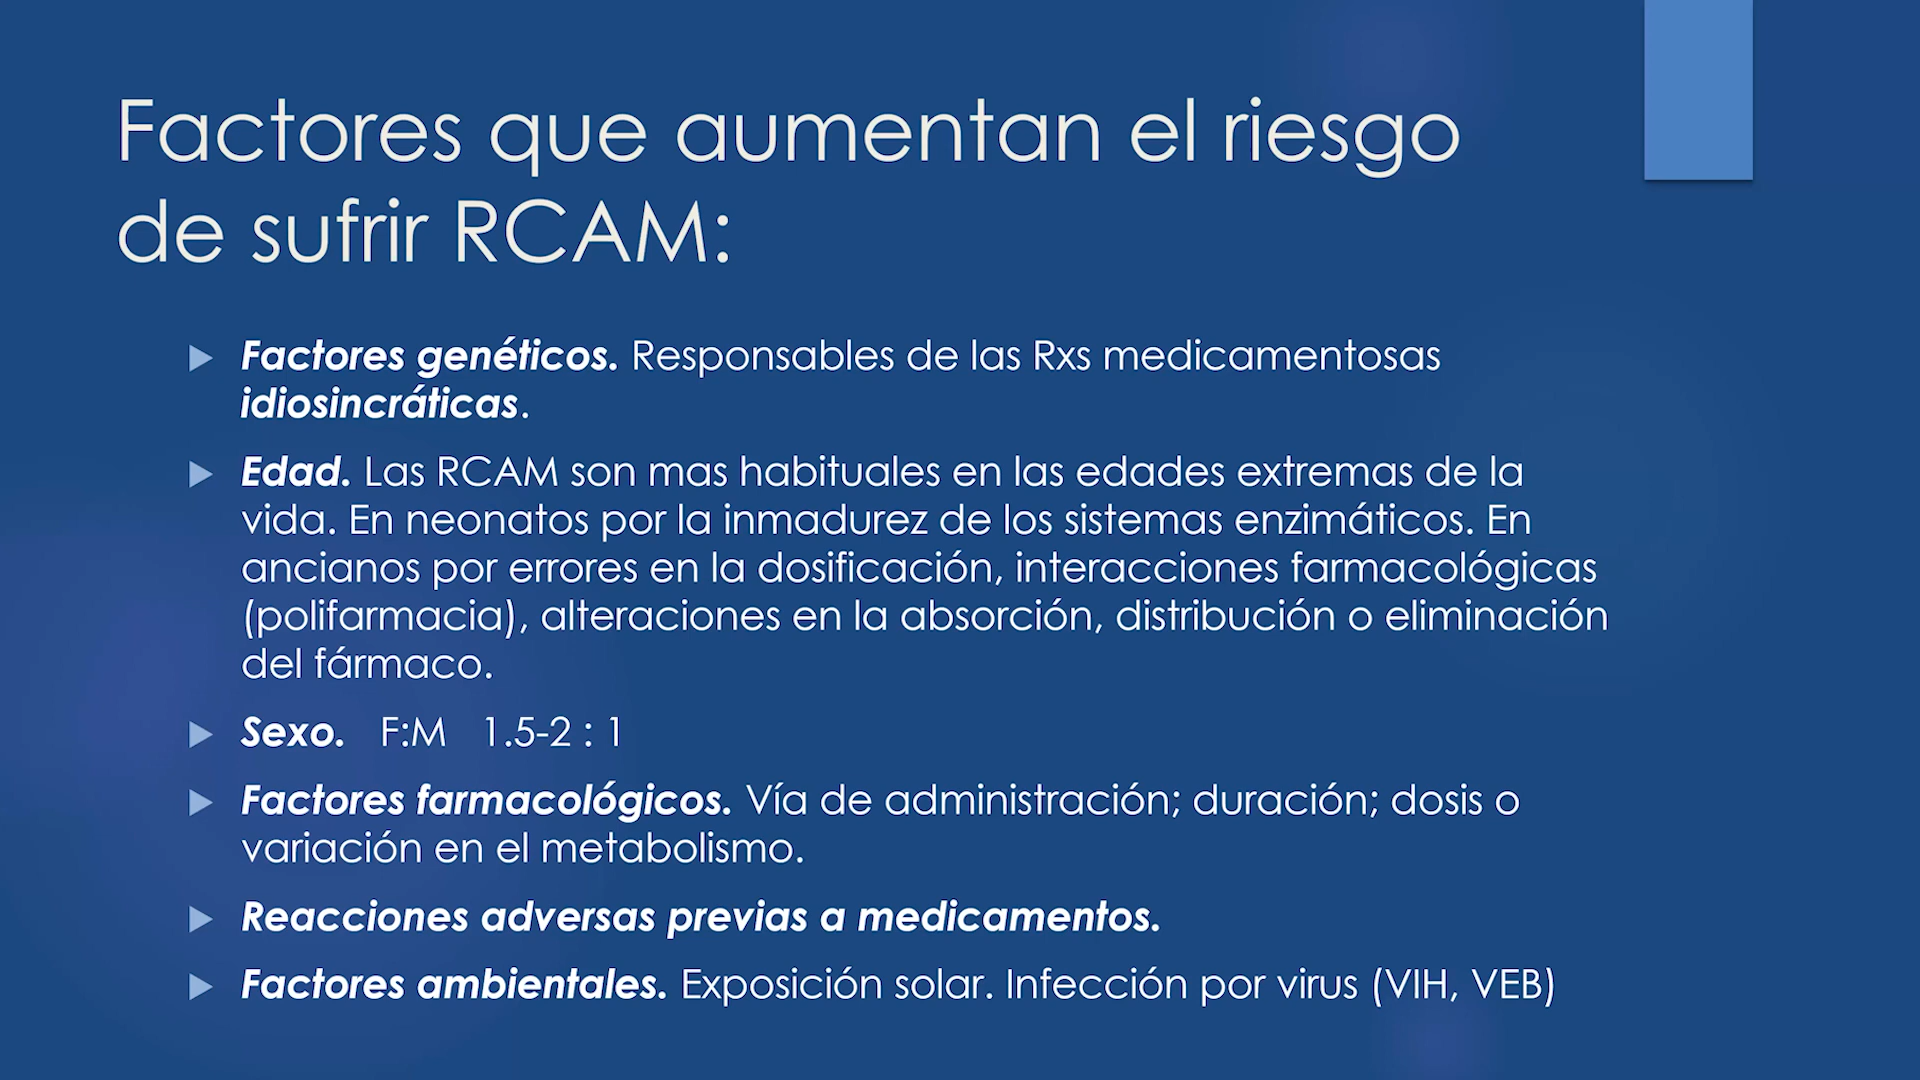 Factores que aumentan el riesgo
de sufrir RCAM:
Factores genéticos. Responsables de las Rxs medicamentosas
idiosincráticas.
Edad. Las RCAM son mas habituales en las edades extremas de la
vida. En neonatos por la inmadurez de los sistemas enzimáticos. En
ancianos por errores en la dosificación, interacciones farmacológicas
(polifarmacia), alteraciones en la absorción, distribución o eliminación
del fármaco.
Sexo. F:M 1.5-2 : 1
Factores farmacológicos. Vía de administración; duración; dosis o
variación en el metabolismo.
Reacciones adversas previas a medicamentos.
Factores ambientales. Exposición solar. Infección por virus (VIH, VEB)